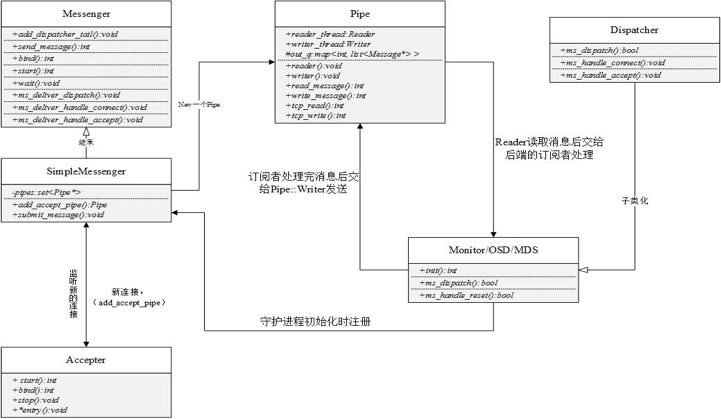 Messenger
+add_dispatcher_tail():void
+send_message():int
+bind():int
+start():int
+wait():void
+ms_deliver_dispatch():void
+ms_deliver_handle_connect():void
+ms_deliver_handle_accept():void
继承
SimpleMessenger
-pipes:set<Pipe*>
+add_accept_pipe():Pipe
+submit_message():void
监听新的连接
新连接,
(add_accept_pipe)
Accepter
+ start():int
+bind():int
+stop():void
+*entry():void
New一个Pipe
Pipe
+reader_thread:Reader
+writer_thread:Writer
#out_q:map<int, list<Message*> >
+reader():void
+writer():void
+read_message():int
+write_message():int
+tcp_read():int
+tcp_write():int
订阅者处理完消息后交
给Pipe::Writer发送
Reader读取消息后交给
后端的订阅者处理
Dispatcher
+ms_dispatch():bool
+ms_handle_connect():void
+ms_handle_accept():void
子类化
Monitor/OSD/MDS
+init():int
+ms_dispatch():bool
+ms_handle_reset():bool
守护进程初始化时注册